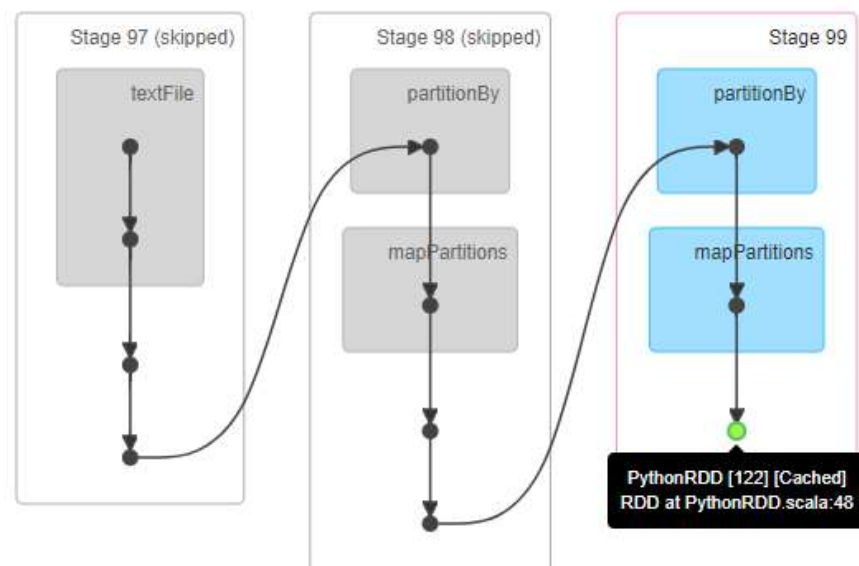 Stage 97 (skipped)
textFile
Stage 98 (skipped)
partitionBy
mapPartitions
Stage 99
partitionBy
mapPartitions
PythonRDD [122] [Cached]
RDD at PythonRDD.scala:48